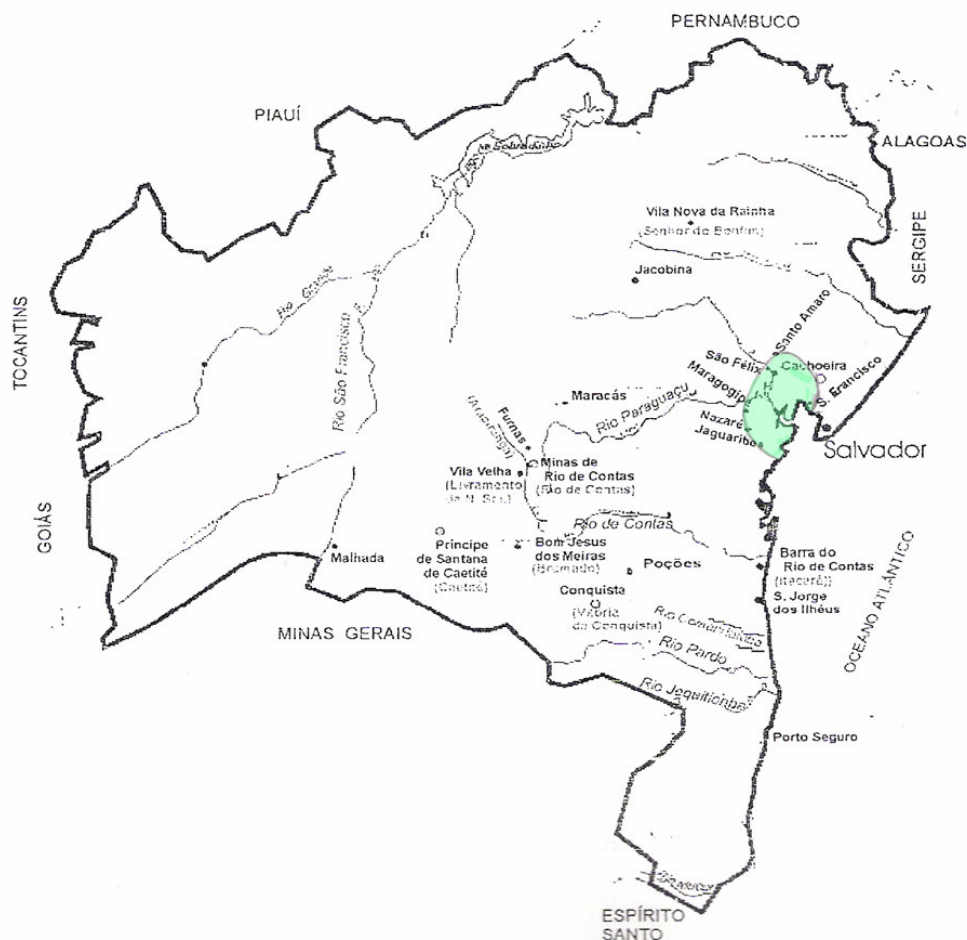 PERNAMBUCO
PIAUÍ
ALAGOAS
Sobradinho
Vila Nova da Rainha
(Senhor do Bonfim)
SERGIPE
Jacobina
Rio Grande
TOCANTINS
Santo Amaro
São Félix
Cachoeira
Maragogipe
S. Francisco
Rio São Francisco
Maracás
Rio Paraguaçu
Nazaré
Jaguaribe
Salvador
Furnas
Minas de
Rio de Contas
(Rio de Contas)
Vila Velha
(Livramento
de N. Sra.)
GOIÁS
Rio de Contas
Malhada
Príncipe
de Santana
de Caetité
(Caetité)
Bom Jesus
dos Meiras
(Brumado)
Poções
Barra do
Rio de Contas
(Itacaré)
Conquista
(Vitória
da Conquista)
S. Jorge
dos Ilhéus
OCEANO ATLÂNTICO
MINAS GERAIS
Rio
Rio Pardo
Rio Jequitinha
Porto Seguro
ESPÍRITO
SANTO